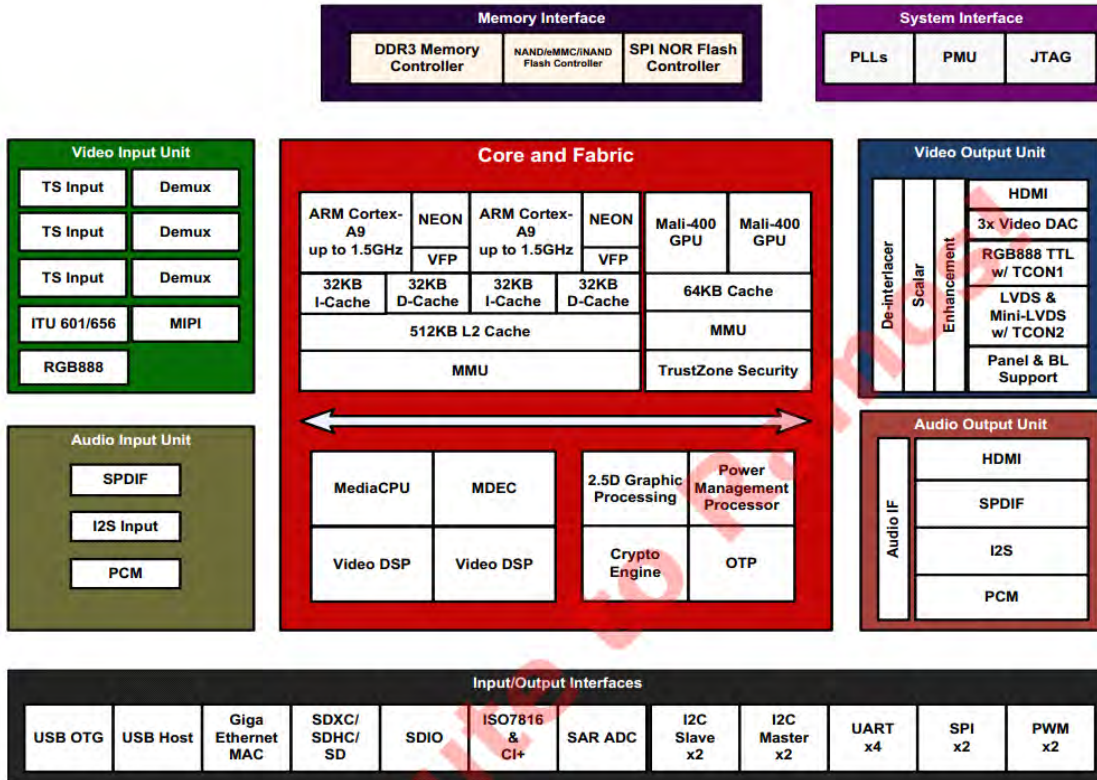 Memory Interface
DDR3 Memory
Controller
NAND/eMMC/iNAND
Flash Controller
SPI NOR Flash
Controller
System Interface
PLLs
PMU
JTAG
Video Input Unit
TS Input
Demux
TS Input
Demux
TS Input
Demux
ITU 601/656
MIPI
RGB888
Core and Fabric
ARM Cortex-
A9
up to 1.5GHz
NEON
VFP
ARM Cortex-
A9
up to 1.5GHz
NEON
VFP
32KB
I-Cache
32KB
D-Cache
32KB
I-Cache
32KB
D-Cache
512KB L2 Cache
MMU
Mali-400
GPU
Mali-400
GPU
64KB Cache
MMU
TrustZone Security
MediaCPU
MDEC
Video DSP
Video DSP
2.5D Graphic
Processing
Power
Management
Processor
Crypto
Engine
OTP
Video Output Unit
De-interlacer
Scalar
Enhancement
HDMI
3x Video DAC
RGB888 TTL
w/ TCON1
LVDS &
Mini-LVDS
w/ TCON2
Panel & BL
Support
Audio Input Unit
SPDIF
I2S Input
PCM
Audio Output Unit
Audio IF
HDMI
SPDIF
I2S
PCM
Input/Output Interfaces
USB OTG
USB Host
Giga
Ethernet
MAC
SDXC/
SDHC/
SD
SDIO
ISO7816
&
CI+
SAR ADC
I2C
Slave
x2
I2C
Master
x2
UART
x4
SPI
x2
PWM
x2
to Ramos!